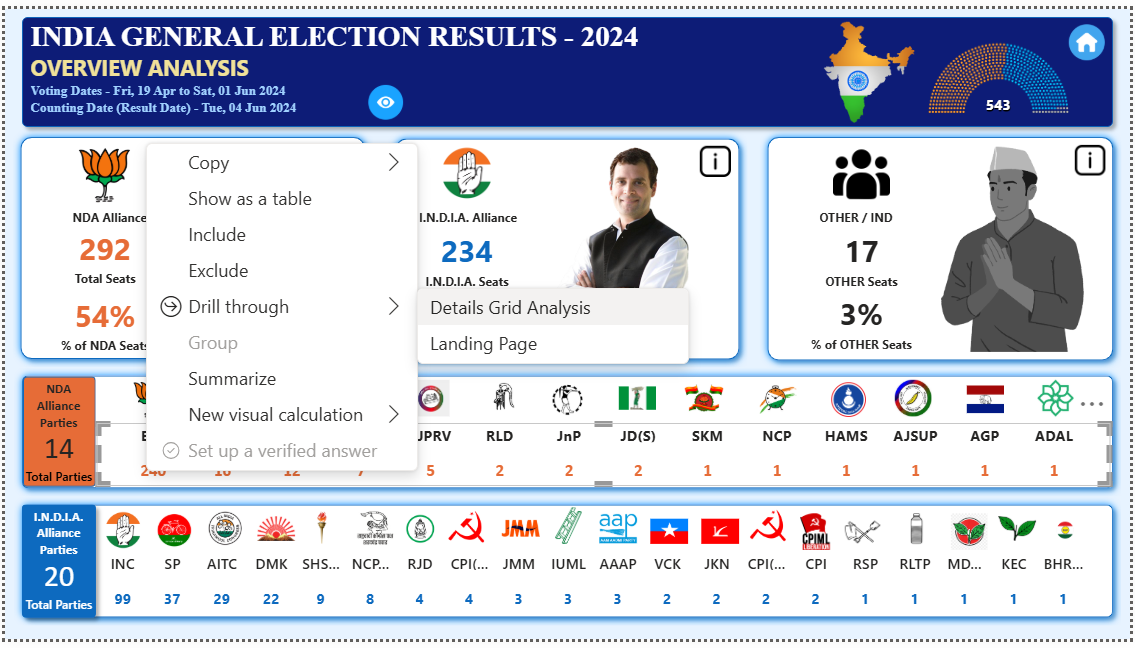 INDIA GENERAL ELECTION RESULTS - 2024
OVERVIEW ANALYSIS
Voting Dates - Fri, 19 Apr to Sat, 01 Jun 2024
Counting Date (Result Date) - Tue, 04 Jun 2024
543
NDA Alliance
292
Total Seats
54%
% of NDA Seats
Copy
Show as a table
Include
Exclude
Drill through
Group
Summarize
New visual calculation
Set up a verified answer
Details Grid Analysis
Landing Page
I.N.D.I.A. Alliance
234
I.N.D.I.A. Seats
i
OTHER / IND
17
OTHER Seats
3%
% of OTHER Seats
i
NDA
Alliance
Parties
14
Total Parties
JPRV RLD JnP JD(S) SKM NCP HAMS AJSUP AGP ADAL
240 16 12 7 5 2 2 2 1 1 1 1 1 1
I.N.D.I.A.
Alliance
Parties
20
Total Parties
JMM aap CPIML LIBERATION
INC SP AITC DMK SHS... NCP... RJD CPI(... JMM IUML AAAP VCK JKN CPI(... CPI RSP RLTP MD... KEC BHR...
99 37 29 22 9 8 4 4 3 3 3 2 2 2 2 1 1 1 1 1